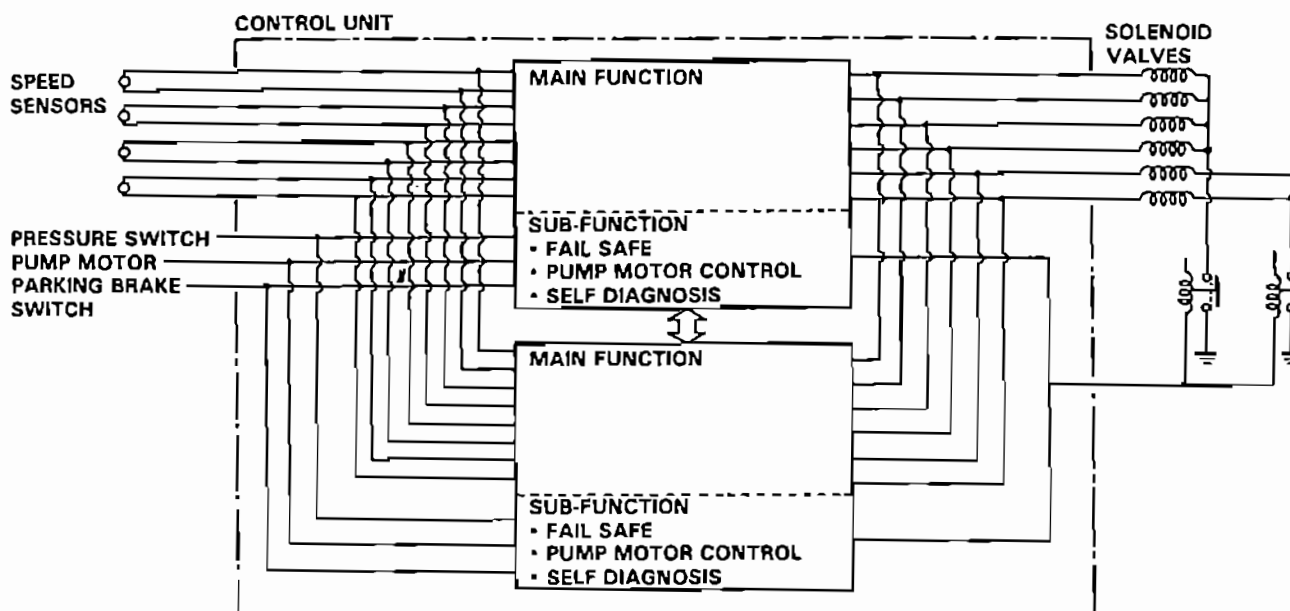 CONTROL UNIT
SOLENOID
VALVES
SPEED
SENSORS
MAIN FUNCTION
SUB-FUNCTION
• FAIL SAFE
• PUMP MOTOR CONTROL
• SELF DIAGNOSIS
PRESSURE SWITCH
PUMP MOTOR
PARKING BRAKE
SWITCH
MAIN FUNCTION
SUB-FUNCTION
• FAIL SAFE
• PUMP MOTOR CONTROL
• SELF DIAGNOSIS